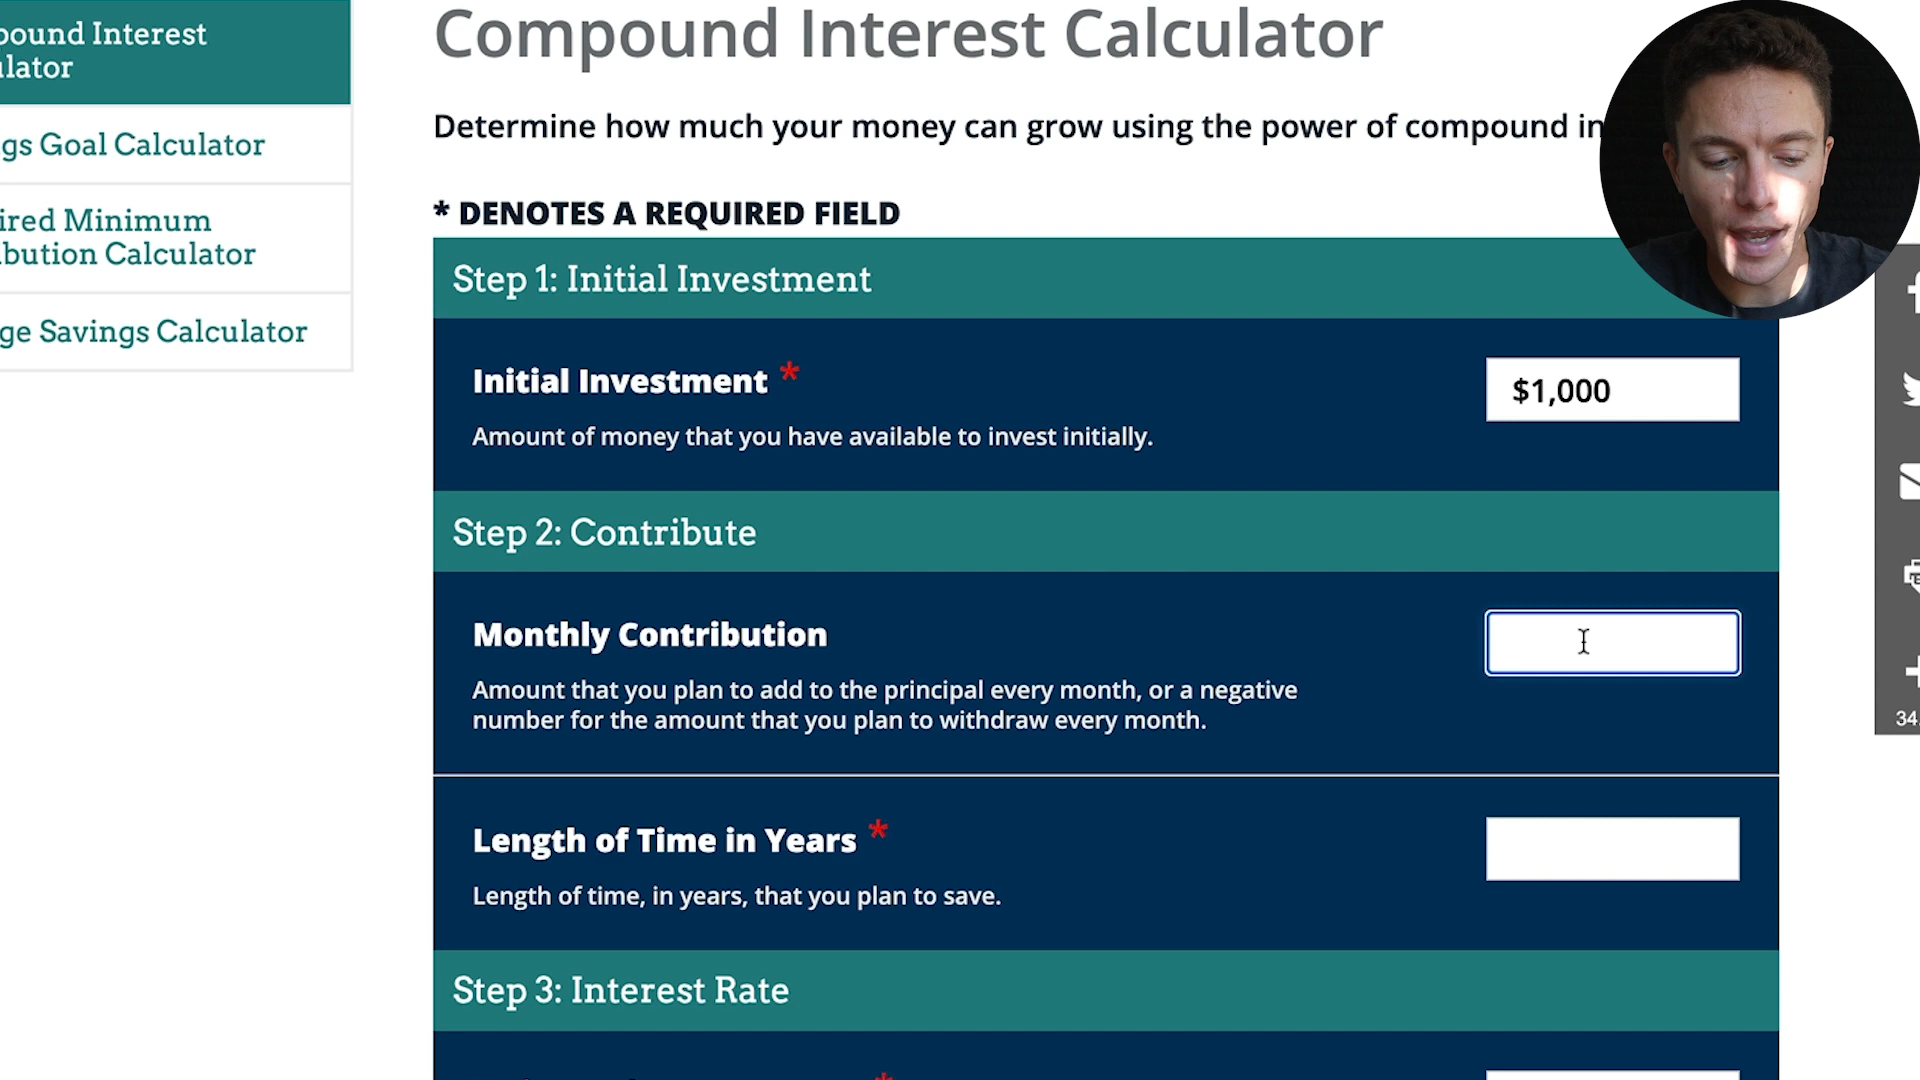 pound Interest
ulator
gs Goal Calculator
ired Minimum
ibution Calculator
ge Savings Calculator
Compound Interest Calculator
Determine how much your money can grow using the power of compound in
* DENOTES A REQUIRED FIELD
Step 1: Initial Investment
Initial Investment *
$1,000
Amount of money that you have available to invest initially.
Step 2: Contribute
Monthly Contribution
Amount that you plan to add to the principal every month, or a negative
number for the amount that you plan to withdraw every month.
Length of Time in Years *
Length of time, in years, that you plan to save.
Step 3: Interest Rate
*
34.